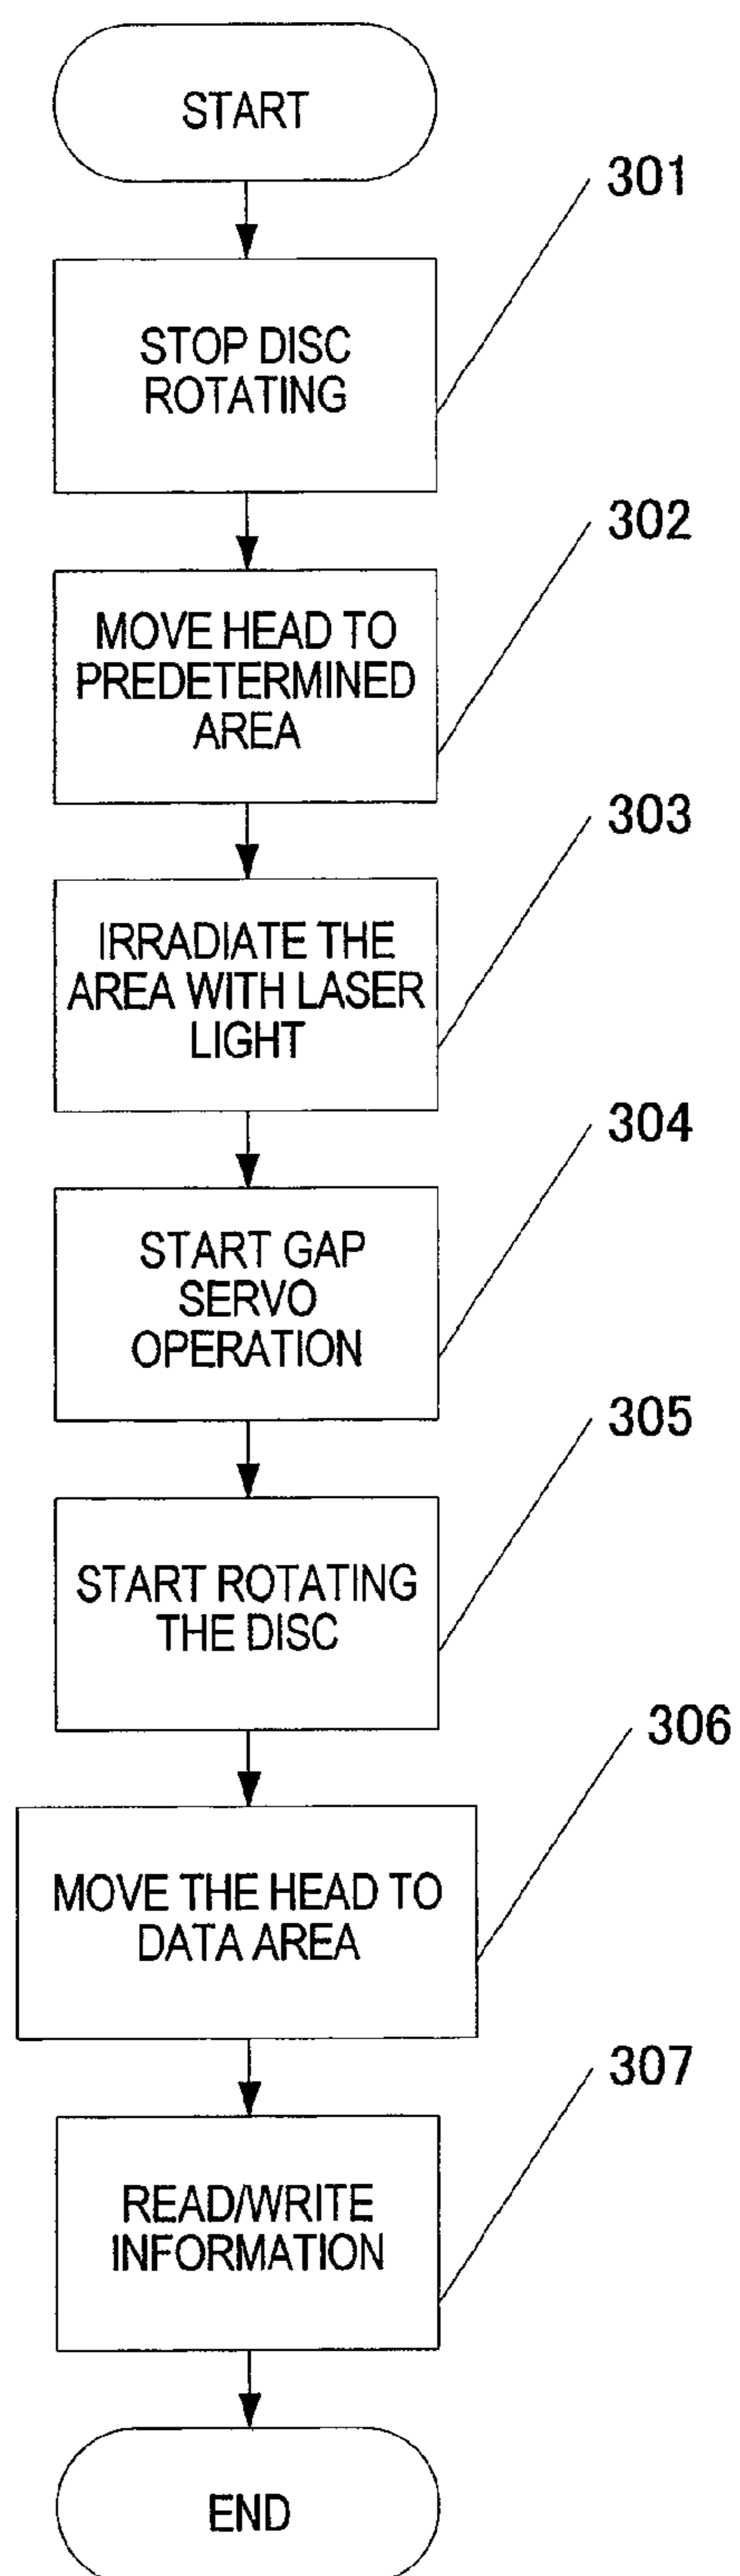 START
301
STOP DISC
ROTATING
302
MOVE HEAD TO
PREDETERMINED
AREA
303
IRRADIATE THE
AREA WITH LASER
LIGHT
304
START GAP
SERVO
OPERATION
305
START ROTATING
THE DISC
306
MOVE THE HEAD TO
DATA AREA
307
READ/WRITE
INFORMATION
END